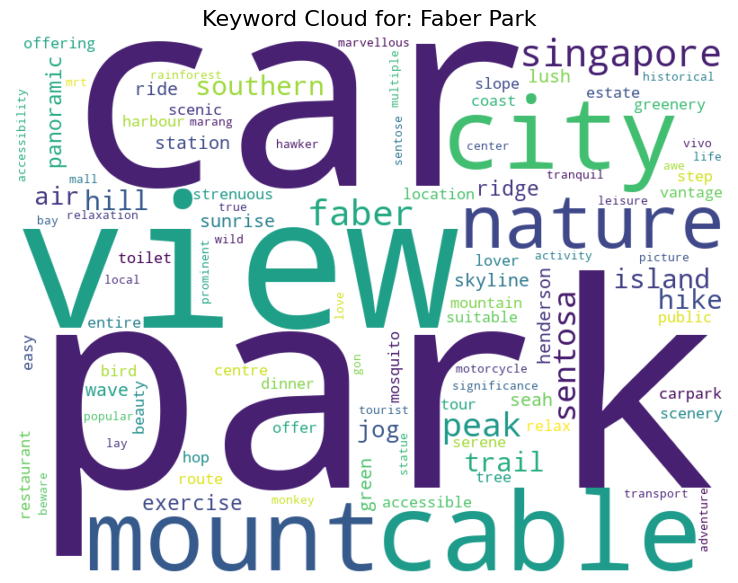 Keyword Cloud for: Faber Park
offering
car
marvellous
singapore
mrt
rainforest
panoramic
ride
southern
multiple
slope
lush
historical
accessibility
scenic
coast
estate
greenery
harbour
marang
city
station
hawker
sentose
center
vivo
life
mall
tranquil
awe
step
air
hill
strenuous
location
ridge
vantage
true
faber
nature
leisure
bay
relaxation
sunrise
view
wild
toilet
prominent
lover
activity
picture
local
skyline
island
love
mountain
henderson
sentosa
hike
entire
suitable
public
park
easy
bird
centre
gon
mosquito
motorcycle
wave
beauty
dinner
significance
seah
carpark
popular
tourist
tour
scenery
lay
offer
jog
peak
relax
statue
serene
restaurant
hop
trail
route
green
tree
beware
exercise
monkey
accessible
transport
adventure
mount
cable